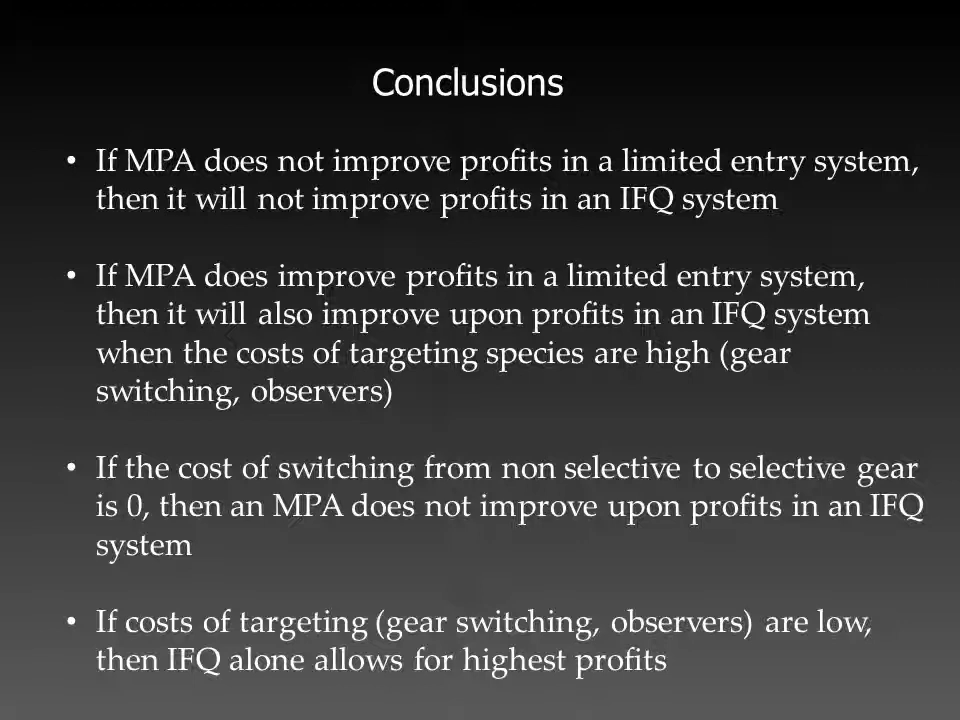 Conclusions
• If MPA does not improve profits in a limited entry system,
then it will not improve profits in an IFQ system
• If MPA does improve profits in a limited entry system,
then it will also improve upon profits in an IFQ system
when the costs of targeting species are high (gear
switching, observers)
• If the cost of switching from non selective to selective gear
is 0, then an MPA does not improve upon profits in an IFQ
system
• If costs of targeting (gear switching, observers) are low,
then IFQ alone allows for highest profits